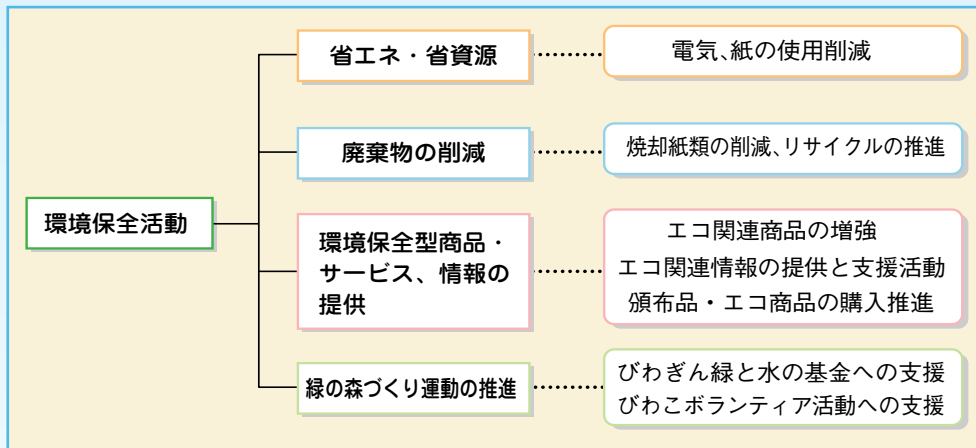 環境保全活動
省エネ・省資源
電気、紙の使用削減
廃棄物の削減
焼却紙類の削減、リサイクルの推進
環境保全型商品・
サービス、情報の
提供
エコ関連商品の増強
エコ関連情報の提供と支援活動
頒布品・エコ商品の購入推進
緑の森づくり運動の推進
びわぎん緑と水の基金への支援
びわこボランティア活動への支援